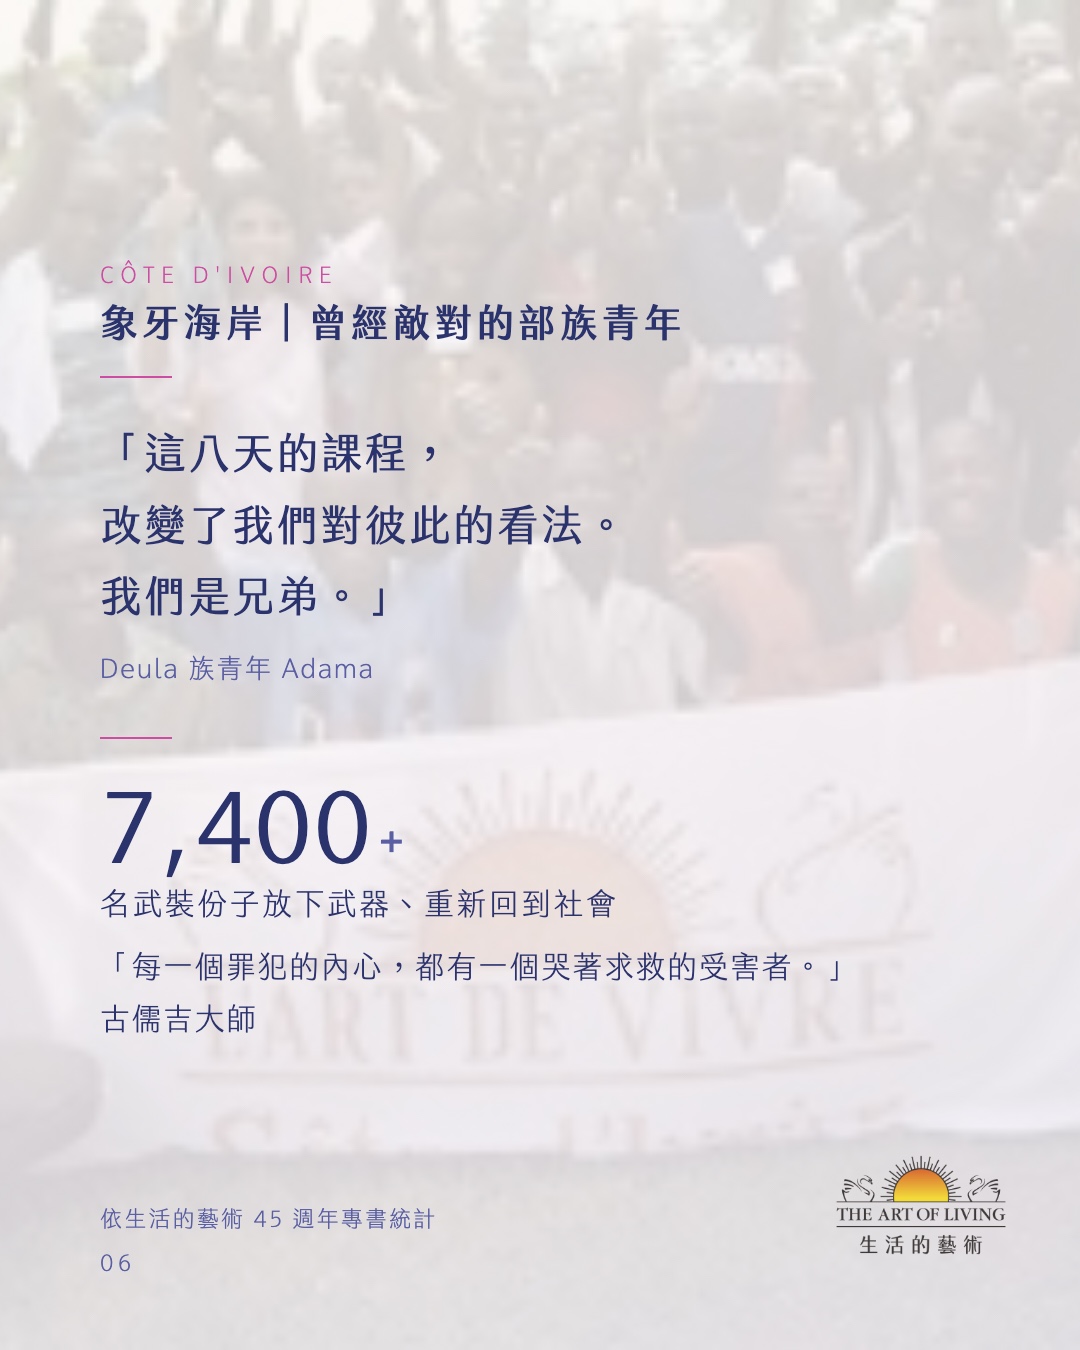 CÔTE D'IVOIRE
象牙海岸｜曾經敵對的部族青年
「這八天的課程，
改變了我們對彼此的看法。
我們是兄弟。」
Deula 族青年 Adama
7,400+
名武裝份子放下武器、重新回到社會
「每一個罪犯的內心，都有一個哭著求救的受害者。」
古儒吉大師
L'ART DE VIVRE
依生活的藝術 45 週年專書統計
06
THE ART OF LIVING
生活的藝術